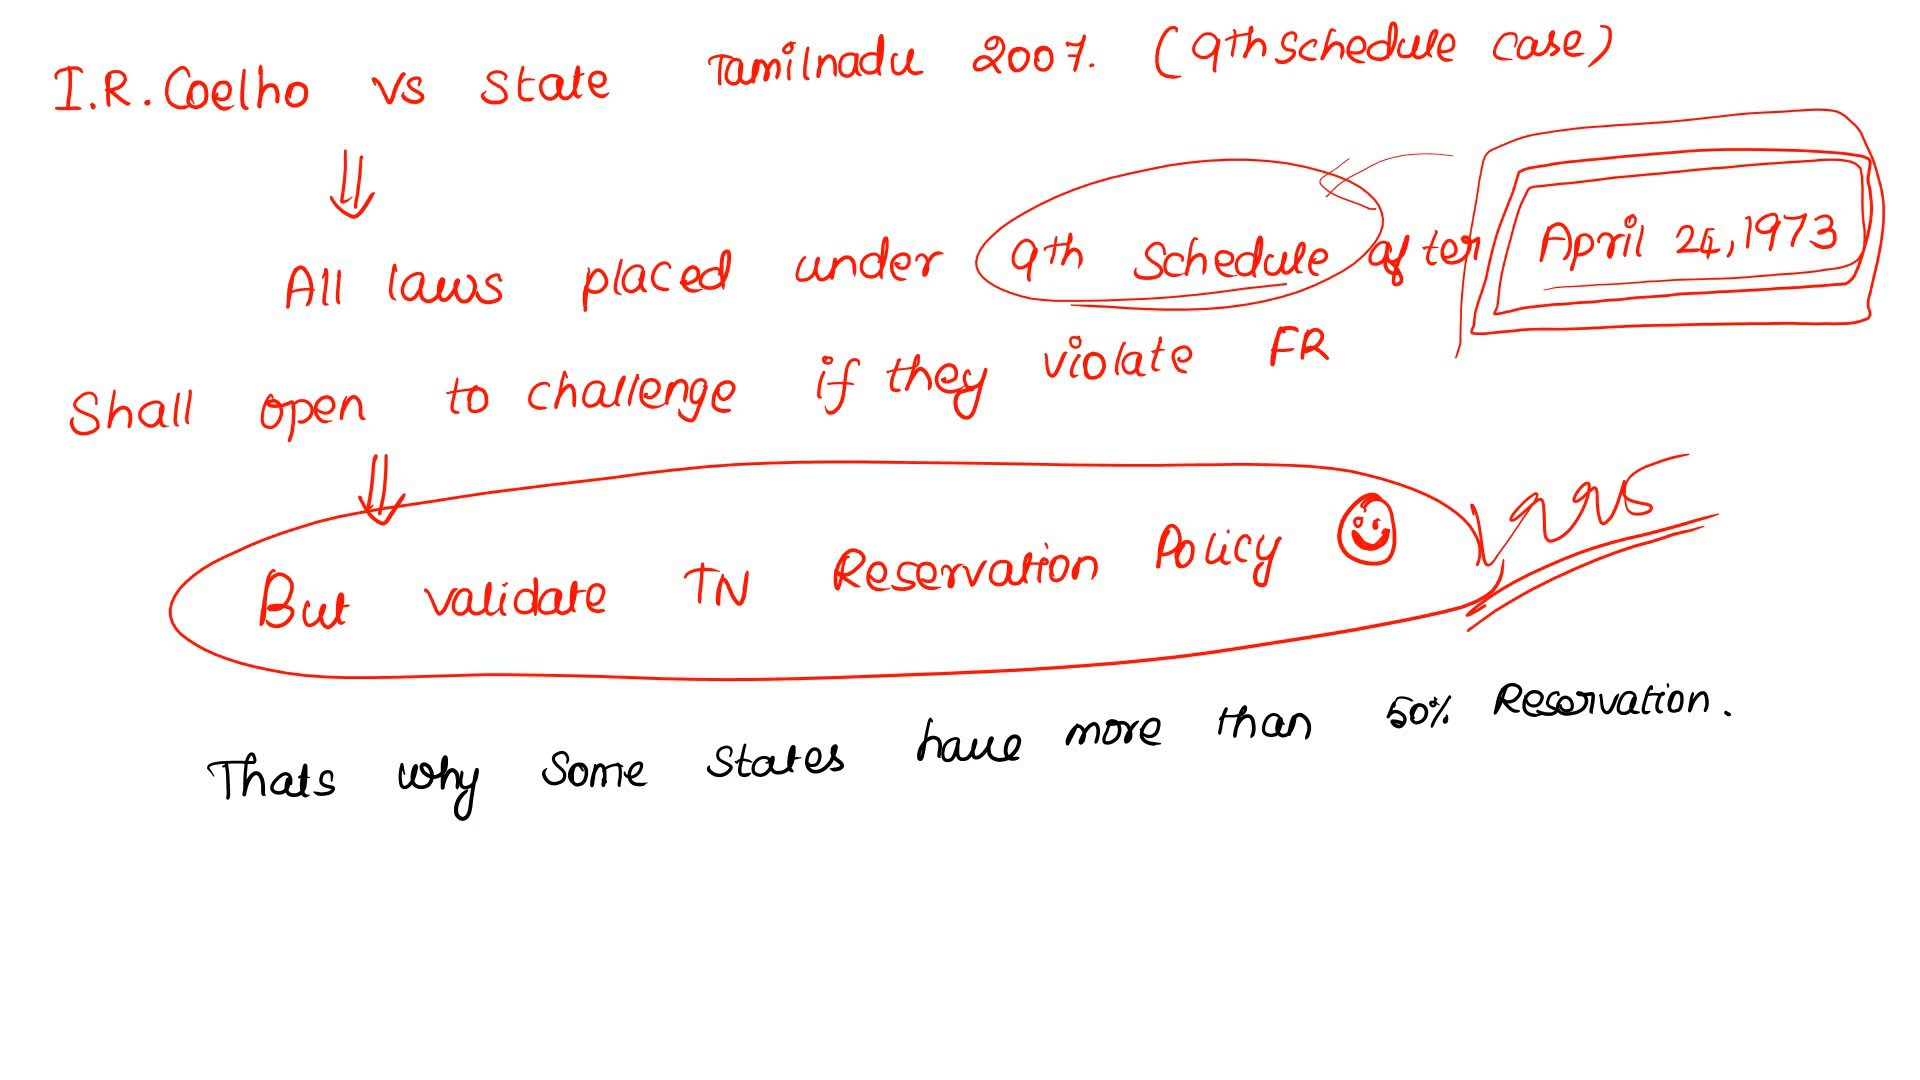 I.R. Coelho vs State Tamilnadu 2007. (9th Schedule case)
All laws placed under 9th Schedule after April 24, 1973
Shall open to challenge if they violate FR
But validate TN Reservation Policy
Thats why Some States have more than 50% Reservation.